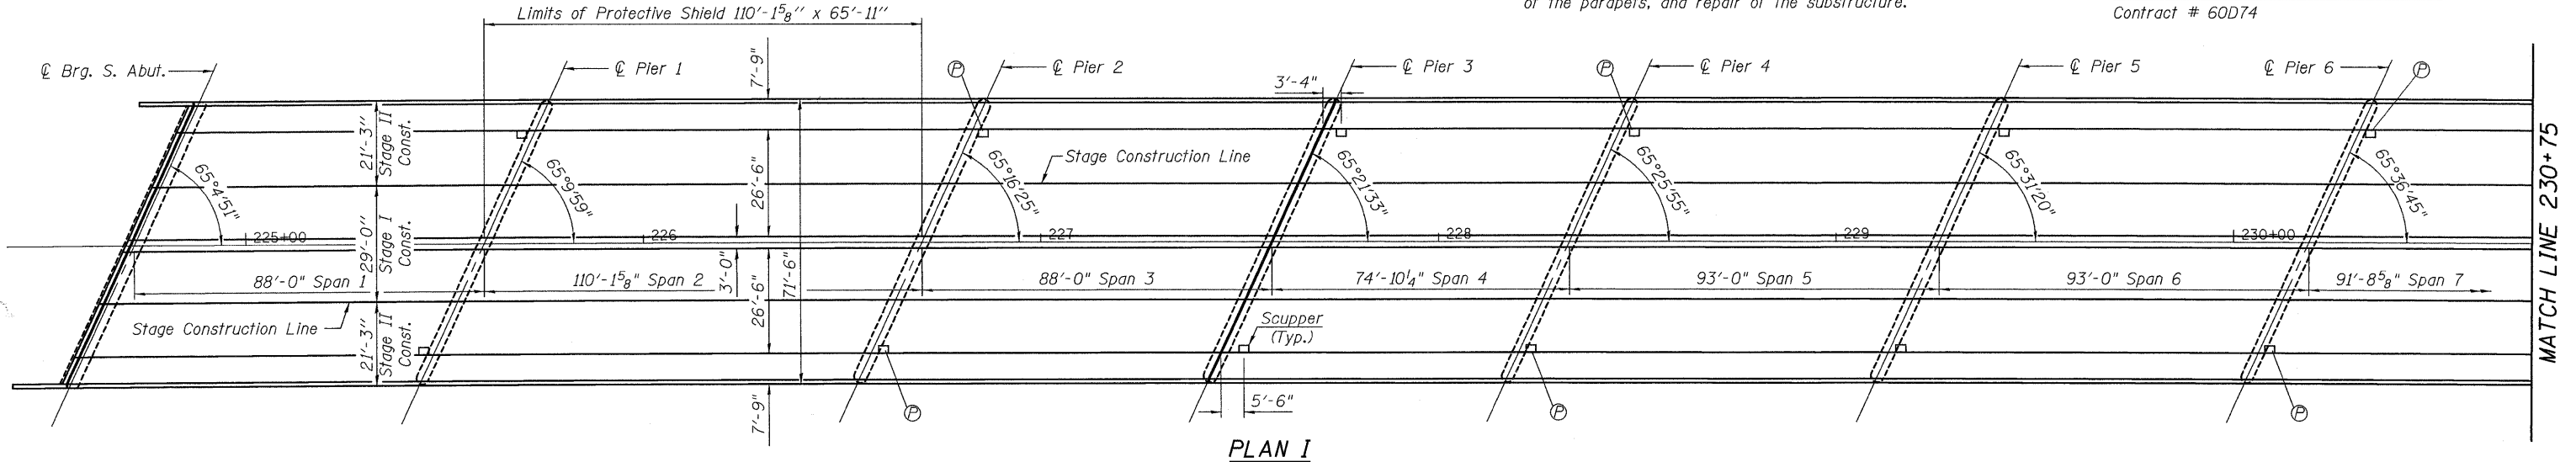 of the parapets, and repair of the substructure.
Contract # 60D74
Limits of Protective Shield 110'-1⅝" x 65'-11"
℄ Brg. S. Abut.
℄ Pier 1
7'-9"
Ⓟ
℄ Pier 2
3'-4"
℄ Pier 3
Ⓟ
℄ Pier 4
℄ Pier 5
℄ Pier 6
Ⓟ
21'-3"
Stage II
Const.
26'-6"
Stage Construction Line
65°4'51"
65°9'59"
65°16'25"
65°21'33"
65°25'55"
65°31'20"
65°36'45"
MATCH LINE 230+75
225+00
226
227
228
229
230+00
29'-0"
Stage I
Const.
3'-0"
71'-6"
26'-6"
88'-0" Span 1
110'-1⅝" Span 2
88'-0" Span 3
74'-10¼" Span 4
93'-0" Span 5
93'-0" Span 6
91'-8⅝" Span 7
Stage Construction Line
21'-3"
Stage II
Const.
Scupper
(Typ.)
7'-9"
Ⓟ
5'-6"
Ⓟ
Ⓟ
PLAN I